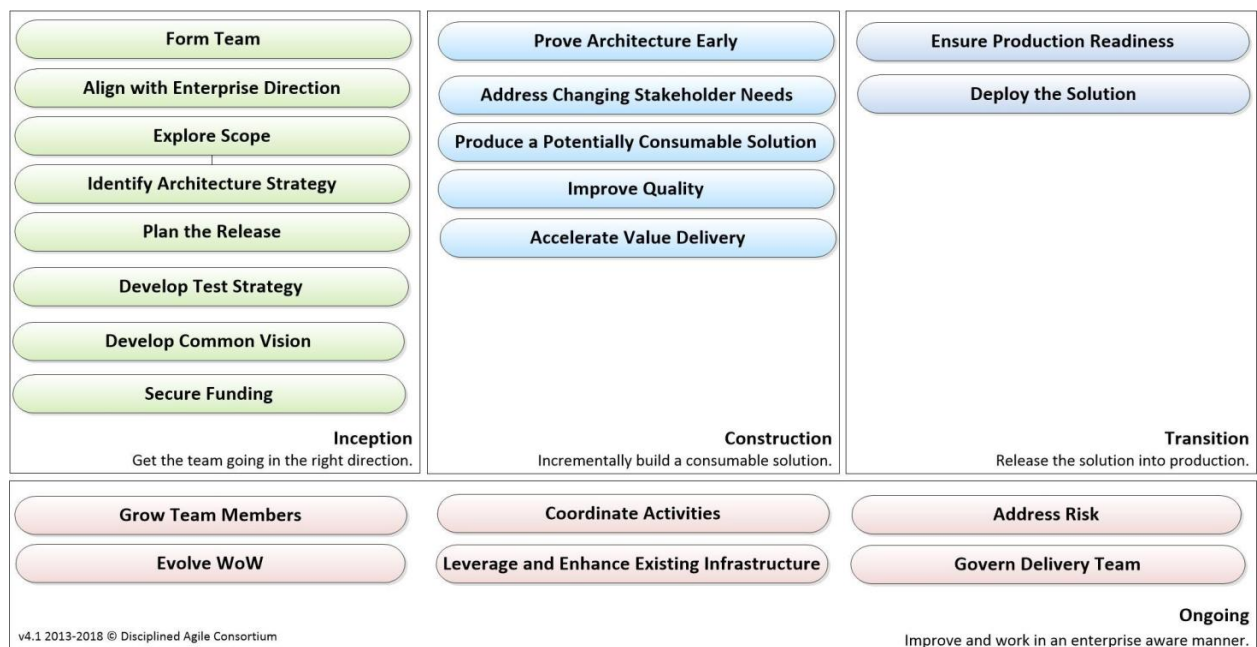 Form Team
Align with Enterprise Direction
Explore Scope
Identify Architecture Strategy
Plan the Release
Develop Test Strategy
Develop Common Vision
Secure Funding
Inception
Get the team going in the right direction.
Prove Architecture Early
Address Changing Stakeholder Needs
Produce a Potentially Consumable Solution
Improve Quality
Accelerate Value Delivery
Construction
Incrementally build a consumable solution.
Ensure Production Readiness
Deploy the Solution
Transition
Release the solution into production.
Grow Team Members
Evolve WoW
Coordinate Activities
Leverage and Enhance Existing Infrastructure
Address Risk
Govern Delivery Team
Ongoing
Improve and work in an enterprise aware manner.
v4.1 2013-2018 © Disciplined Agile Consortium